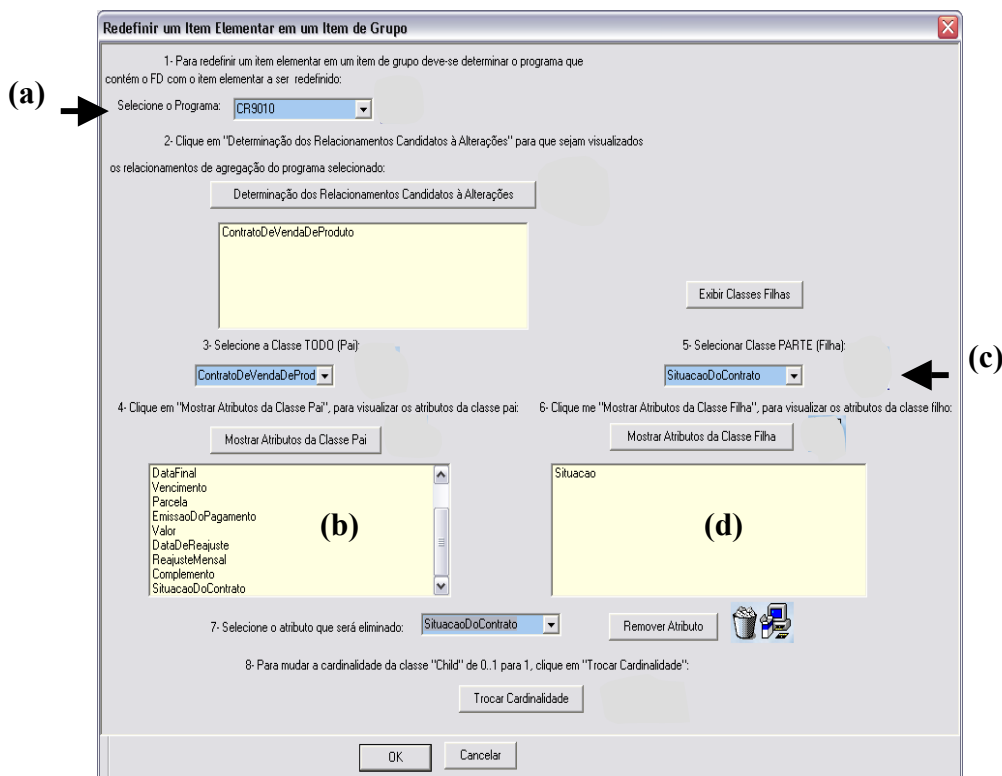 Redefinir um Item Elementar em um Item de Grupo
1- Para redefinir um item elementar em um item de grupo deve-se determinar o programa que
contém o FD com o item elementar a ser redefinido:
(a)
Selecione o Programa: CR9010
2- Clique em "Determinação dos Relacionamentos Candidatos à Alterações" para que sejam visualizados
os relacionamentos de agregação do programa selecionado:
Determinação dos Relacionamentos Candidatos à Alterações
ContratoDeVendaDeProduto
Exibir Classes Filhas
3- Selecione a Classe TODO (Pai):
5- Selecionar Classe PARTE (Filha):
(c)
ContratoDeVendaDeProd
SituacaoDoContrato
4- Clique em "Mostrar Atributos da Classe Pai", para visualizar os atributos da classe pai:
6- Clique me "Mostrar Atributos da Classe Filha", para visualizar os atributos da classe filho:
Mostrar Atributos da Classe Pai
Mostrar Atributos da Classe Filha
DataFinal
Vencimento
Parcela
EmissaoDoPagamento
Valor
DataDeReajuste
ReajusteMensal
Complemento
SituacaoDoContrato
(b)
Situacao
(d)
7- Selecione o atributo que será eliminado: SituacaoDoContrato
Remover Atributo
8- Para mudar a cardinalidade da classe "Child" de 0..1 para 1, clique em "Trocar Cardinalidade":
Trocar Cardinalidade
OK
Cancelar